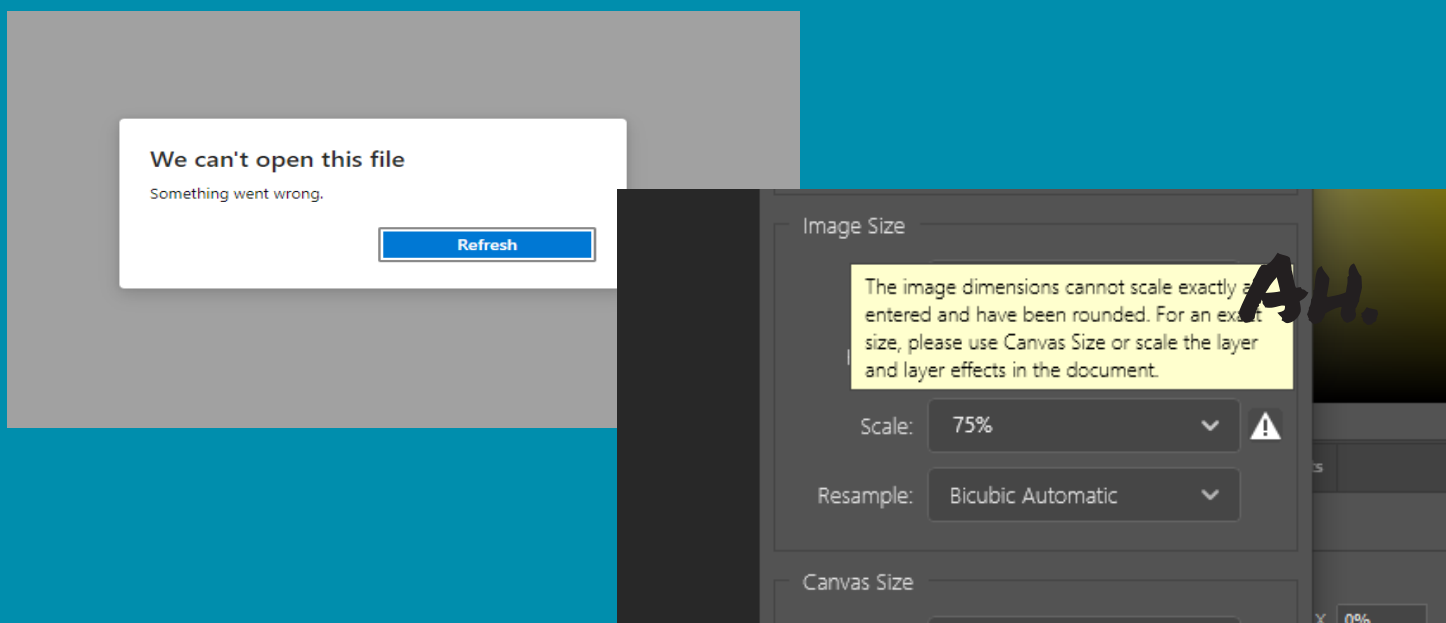 We can't open this file
Something went wrong.
Refresh
Image Size
The image dimensions cannot scale exactly
entered and have been rounded. For an exact
size, please use Canvas Size or scale the layer
and layer effects in the document.
AH.
Scale: 75%
Resample: Bicubic Automatic
Canvas Size
X 0%